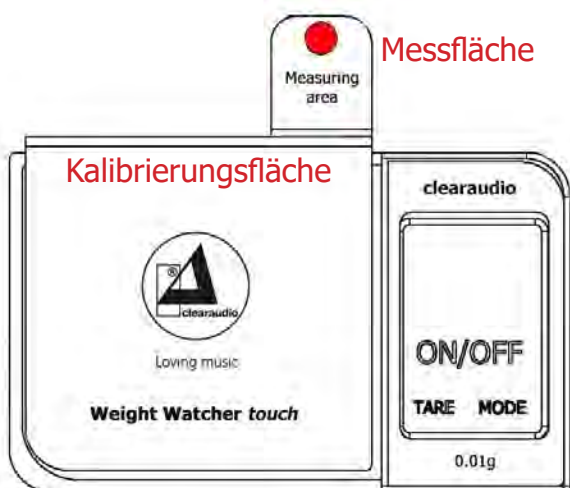 Messfläche
Measuring
area
Kalibrierungsfläche
clearaudio
®
clearaudio
Loving music
ON/OFF
Weight Watcher touch
TARE MODE
0.01g